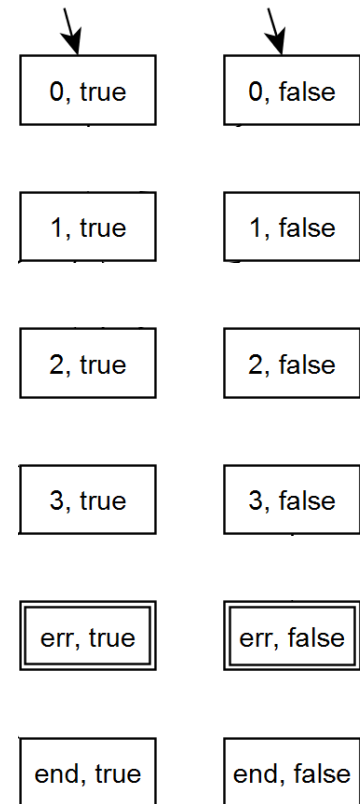 0, true
0, false
1, true
1, false
2, true
2, false
3, true
3, false
err, true
err, false
end, true
end, false